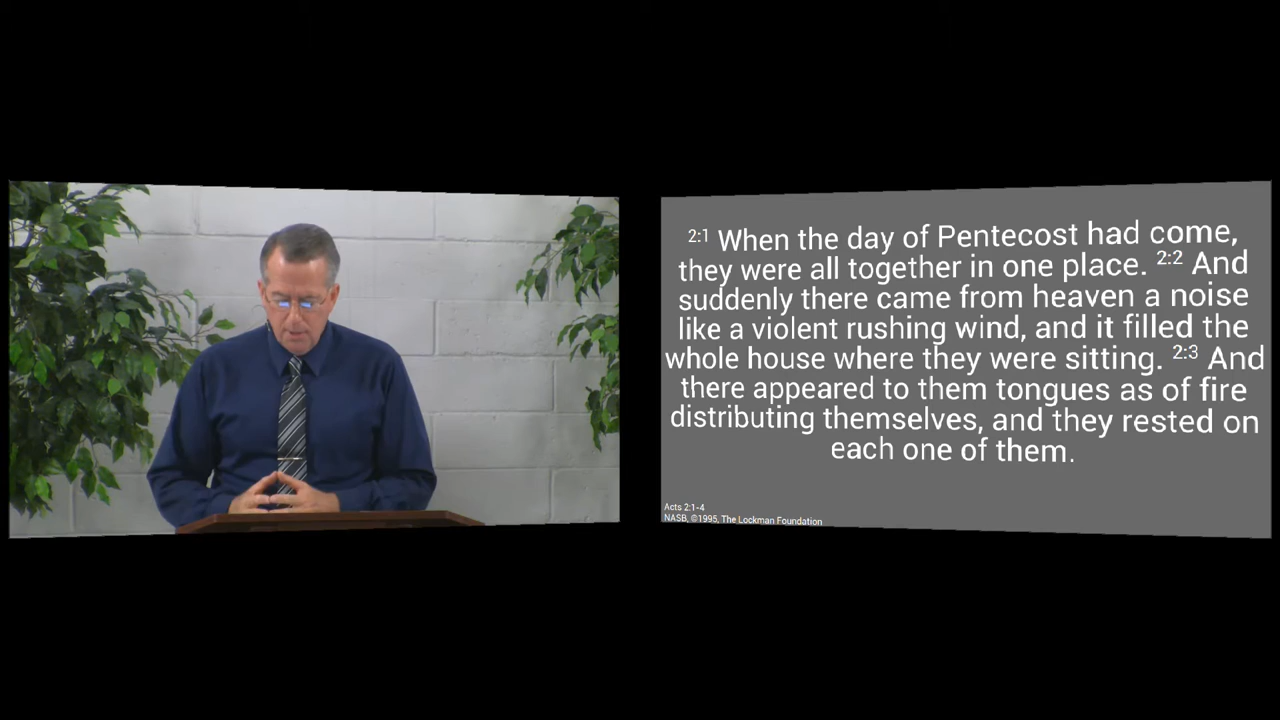 2:1 When the day of Pentecost had come,
they were all together in one place. 2:2 And
suddenly there came from heaven a noise
like a violent rushing wind, and it filled the
whole house where they were sitting. 2:3 And
there appeared to them tongues as of fire
distributing themselves, and they rested on
each one of them.
Acts 2:1-4
NASB, ©1995, The Lockman Foundation